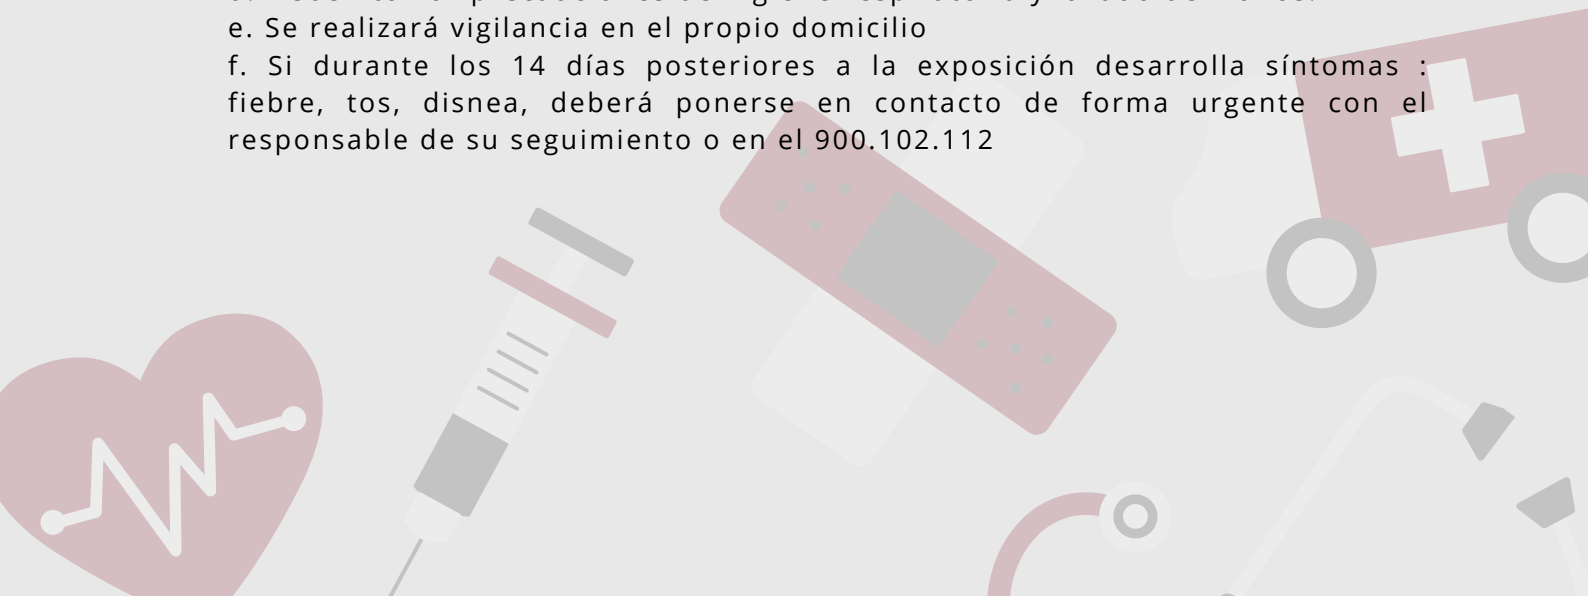 e. Se realizará vigilancia en el propio domicilio
f. Si durante los 14 días posteriores a la exposición desarrolla síntomas :
fiebre, tos, disnea, deberá ponerse en contacto de forma urgente con el
responsable de su seguimiento o en el 900.102.112